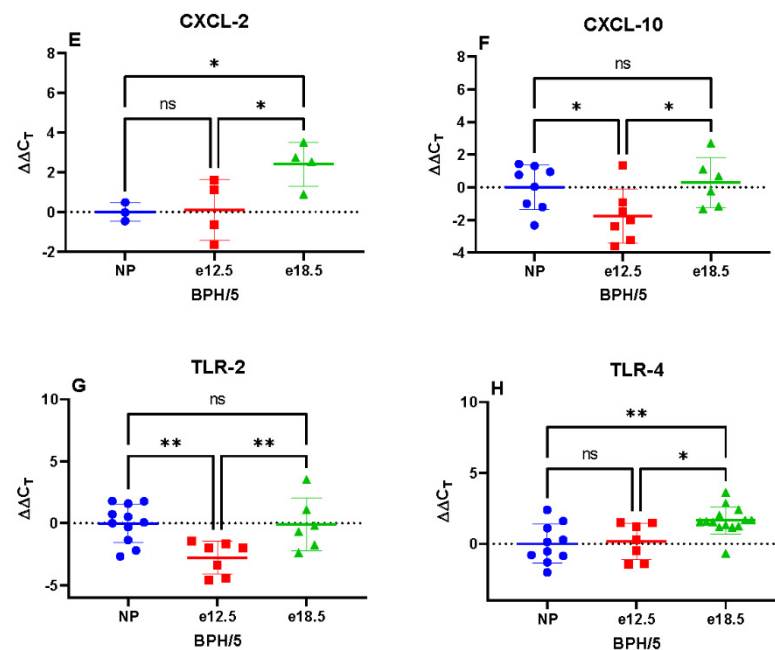 E
CXCL-2
8
6
4
2
0
-2
ΔΔCT
*
ns
*
NP
e12.5
e18.5
BPH/5
F
CXCL-10
8
6
4
2
0
-2
-4
ΔΔCT
ns
*
*
NP
e12.5
e18.5
BPH/5
G
TLR-2
10
5
0
-5
ΔΔCT
ns
**
**
NP
e12.5
e18.5
BPH/5
H
TLR-4
10
5
0
ΔΔCT
**
ns
*
NP
e12.5
e18.5
BPH/5